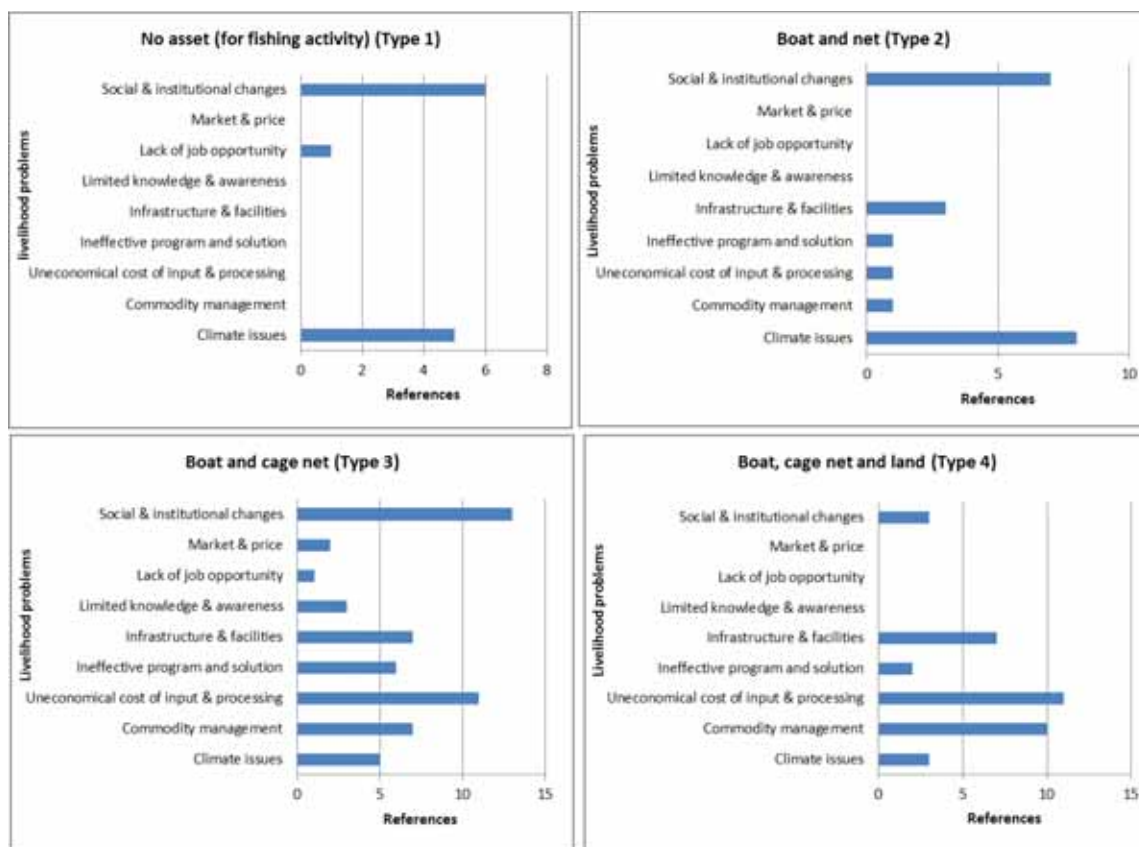 No asset (for fishing activity) (Type 1)
livelihood problems
Social & institutional changes
Market & price
Lack of job opportunity
Limited knowledge & awareness
Infrastructure & facilities
Ineffective program and solution
Uneconomical cost of input & processing
Commodity management
Climate issues
0 2 4 6 8
References
Boat and net (Type 2)
Livelihood problems
Social & institutional changes
Market & price
Lack of job opportunity
Limited knowledge & awareness
Infrastructure & facilities
Ineffective program and solution
Uneconomical cost of input & processing
Commodity management
Climate issues
0 5 10
References
Boat and cage net (Type 3)
Livelihood problems
Social & institutional changes
Market & price
Lack of job opportunity
Limited knowledge & awareness
Infrastructure & facilities
Ineffective program and solution
Uneconomical cost of input & processing
Commodity management
Climate issues
0 5 10 15
References
Boat, cage net and land (Type 4)
Livelihood problems
Social & institutional changes
Market & price
Lack of job opportunity
Limited knowledge & awareness
Infrastructure & facilities
Ineffective program and solution
Uneconomical cost of input & processing
Commodity management
Climate issues
0 5 10 15
References